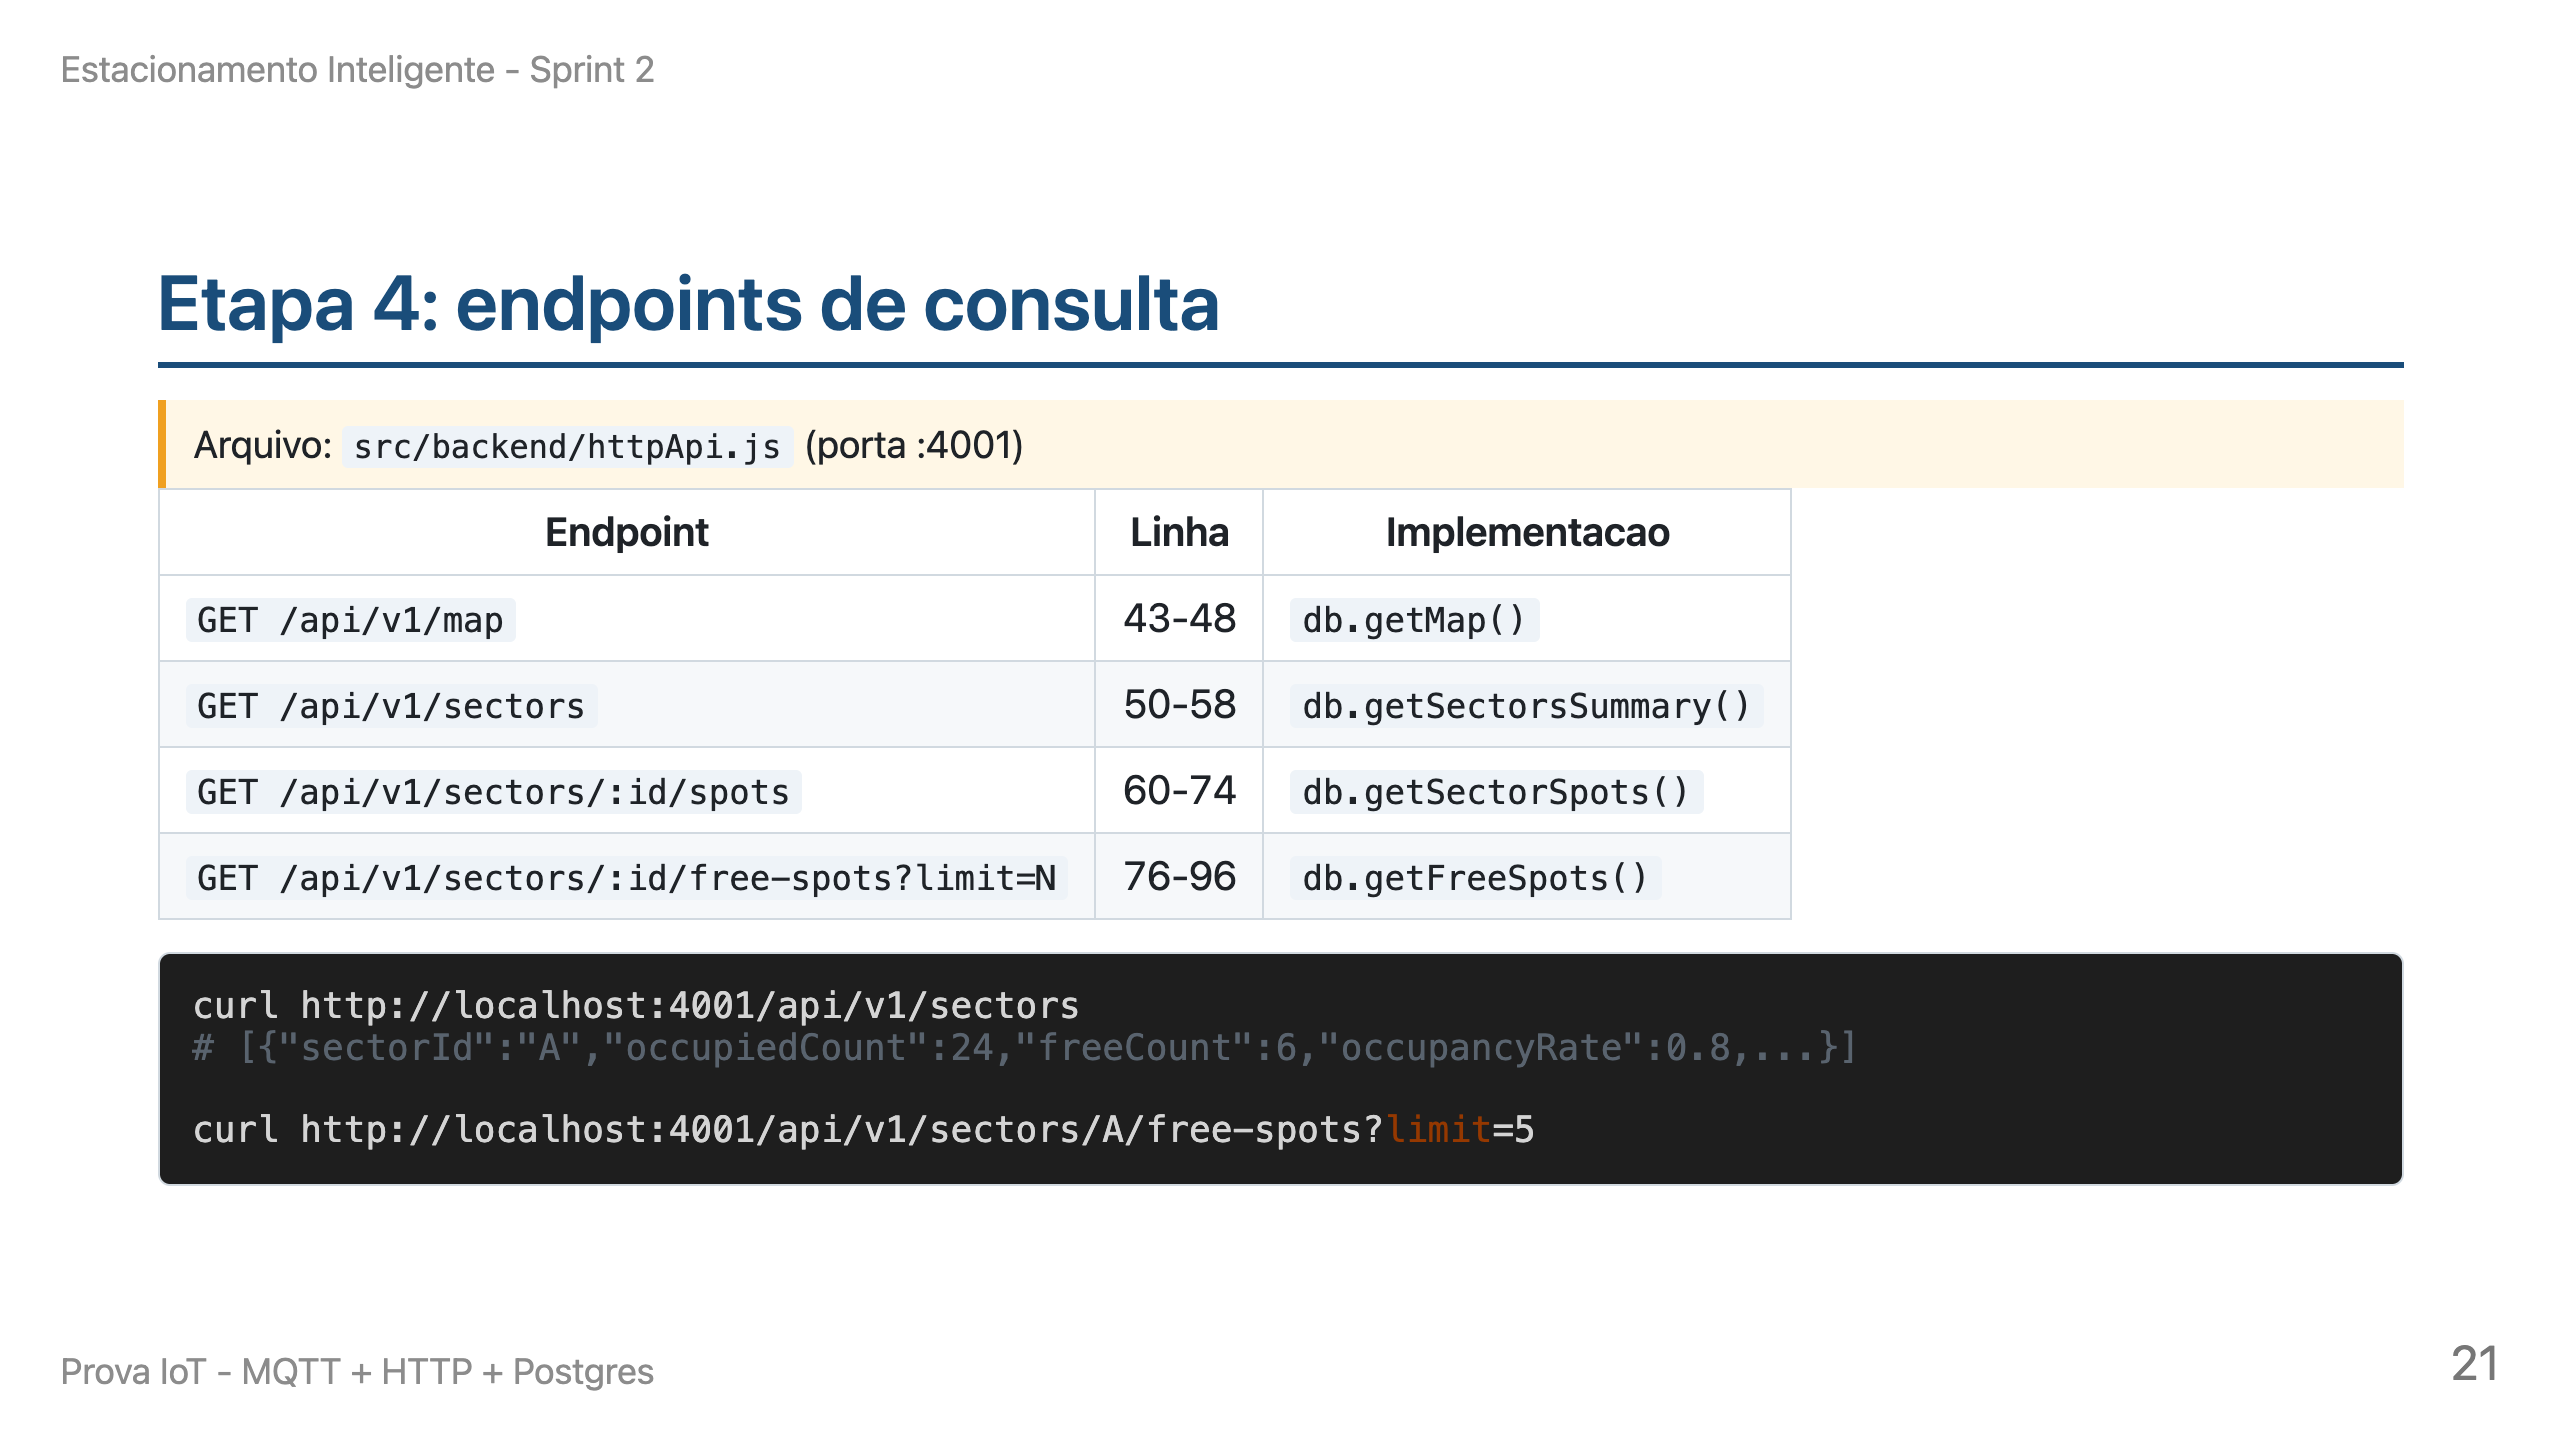 Estacionamento Inteligente - Sprint 2
Etapa 4: endpoints de consulta
Arquivo: src/backend/httpApi.js (porta :4001)
Endpoint Linha Implementacao
GET /api/v1/map 43-48 db.getMap()
GET /api/v1/sectors 50-58 db.getSectorsSummary()
GET /api/v1/sectors/:id/spots 60-74 db.getSectorSpots()
GET /api/v1/sectors/:id/free-spots?limit=N 76-96 db.getFreeSpots()
curl http://localhost:4001/api/v1/sectors
# [{"sectorId":"A","occupiedCount":24,"freeCount":6,"occupancyRate":0.8,...}]
curl http://localhost:4001/api/v1/sectors/A/free-spots?limit=5
Prova IoT - MQTT + HTTP + Postgres
21